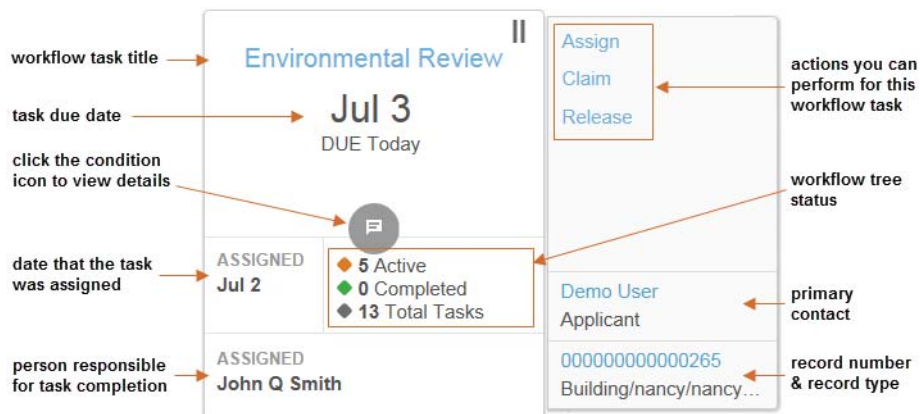 workflow task title
task due date
click the condition
icon to view details
date that the task
was assigned
person responsible
for task completion
Environmental Review
Jul 3
DUE Today
ASSIGNED
Jul 2
5 Active
0 Completed
13 Total Tasks
ASSIGNED
John Q Smith
Assign
Claim
Release
Demo User
Applicant
000000000000265
Building/nancy/nancy...
actions you can
perform for this
workflow task
workflow tree
status
primary
contact
record number
& record type